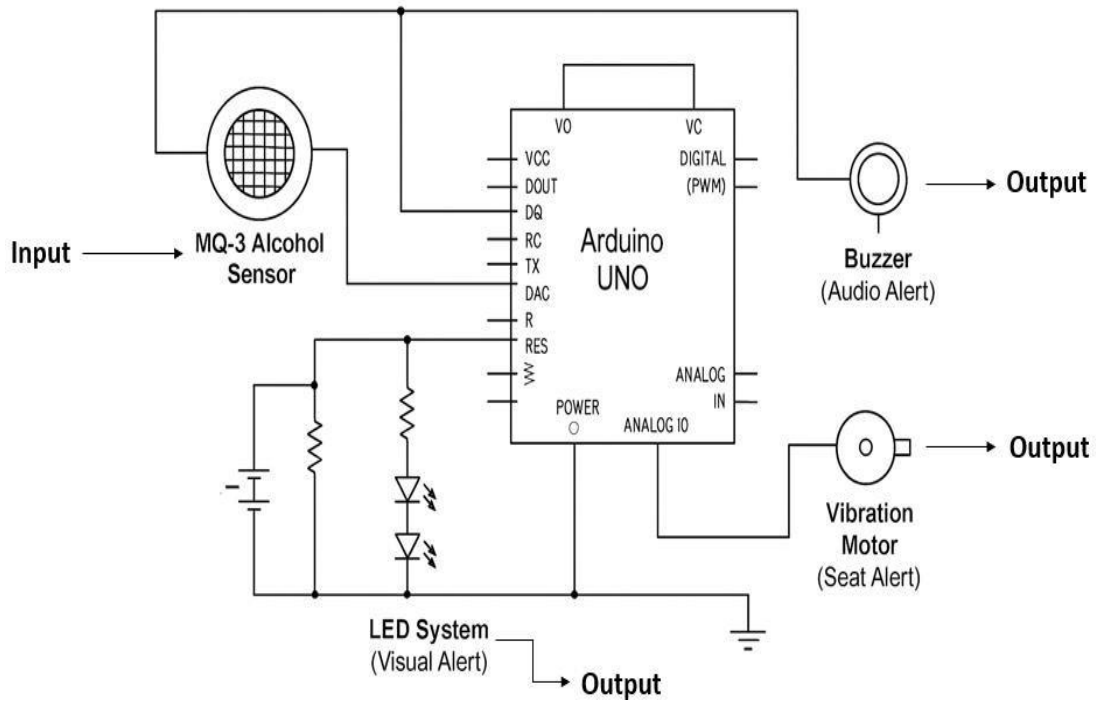 VO
VC
VCC
DOUT
DQ
RC
TX
DAC
R
RES
DIGITAL
(PWM)
Arduino
UNO
ANALOG
IN
POWER
ANALOG IO
Input
MQ-3 Alcohol
Sensor
Buzzer
(Audio Alert)
Output
Vibration
Motor
(Seat Alert)
Output
LED System
(Visual Alert)
Output